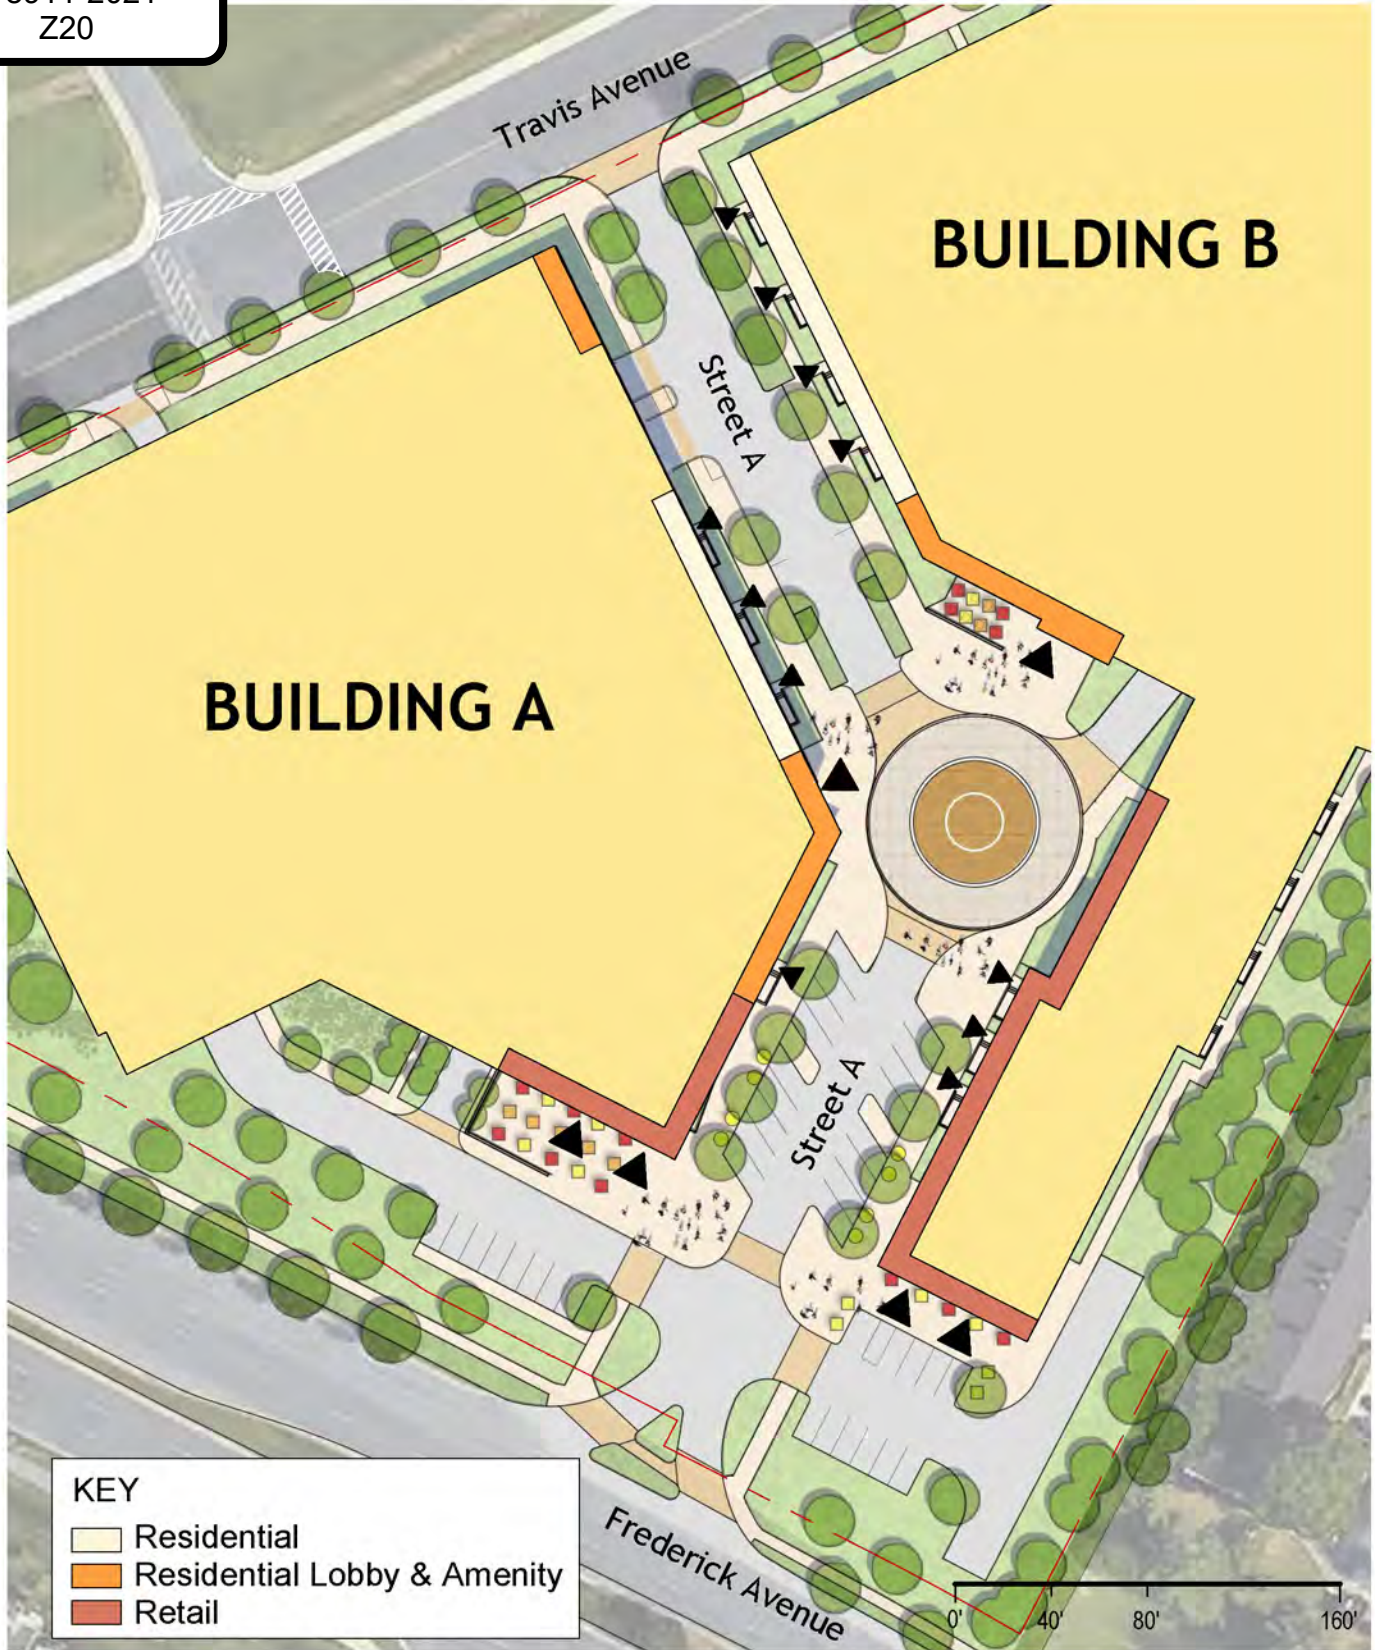 Z20
Travis Avenue
BUILDING B
Street A
BUILDING A
Street A
KEY
Residential
Residential Lobby & Amenity
Retail
Frederick Avenue
0' 40' 80' 160'